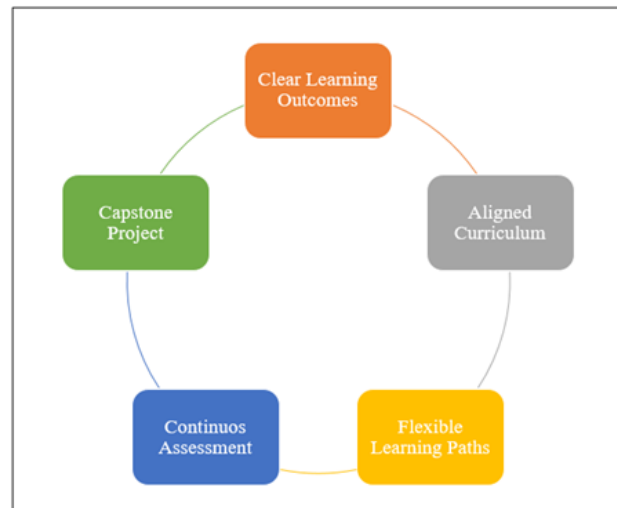 Clear Learning
Outcomes
Aligned
Curriculum
Flexible
Learning Paths
Continuos
Assessment
Capstone
Project